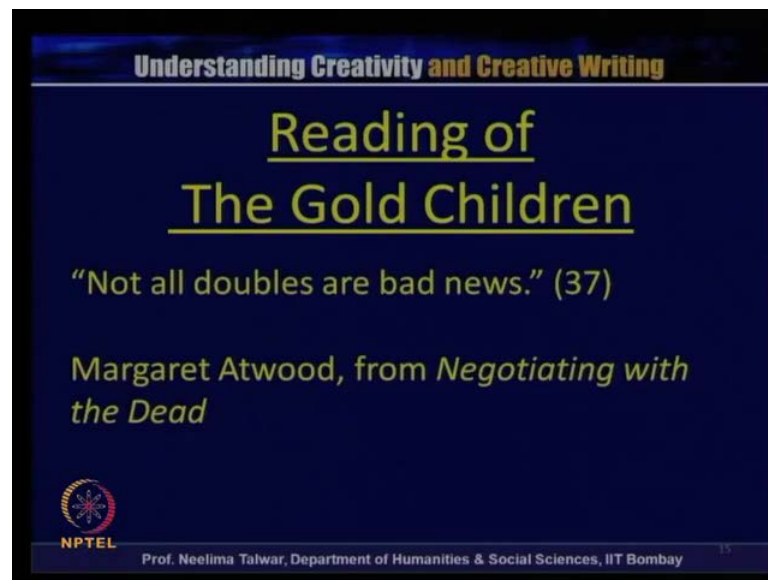 Understanding Creativity and Creative Writing
Reading of
The Gold Children
“Not all doubles are bad news.” (37)
Margaret Atwood, from Negotiating with
the Dead
NPTEL
Prof. Neelima Talwar, Department of Humanities & Social Sciences, IIT Bombay
15